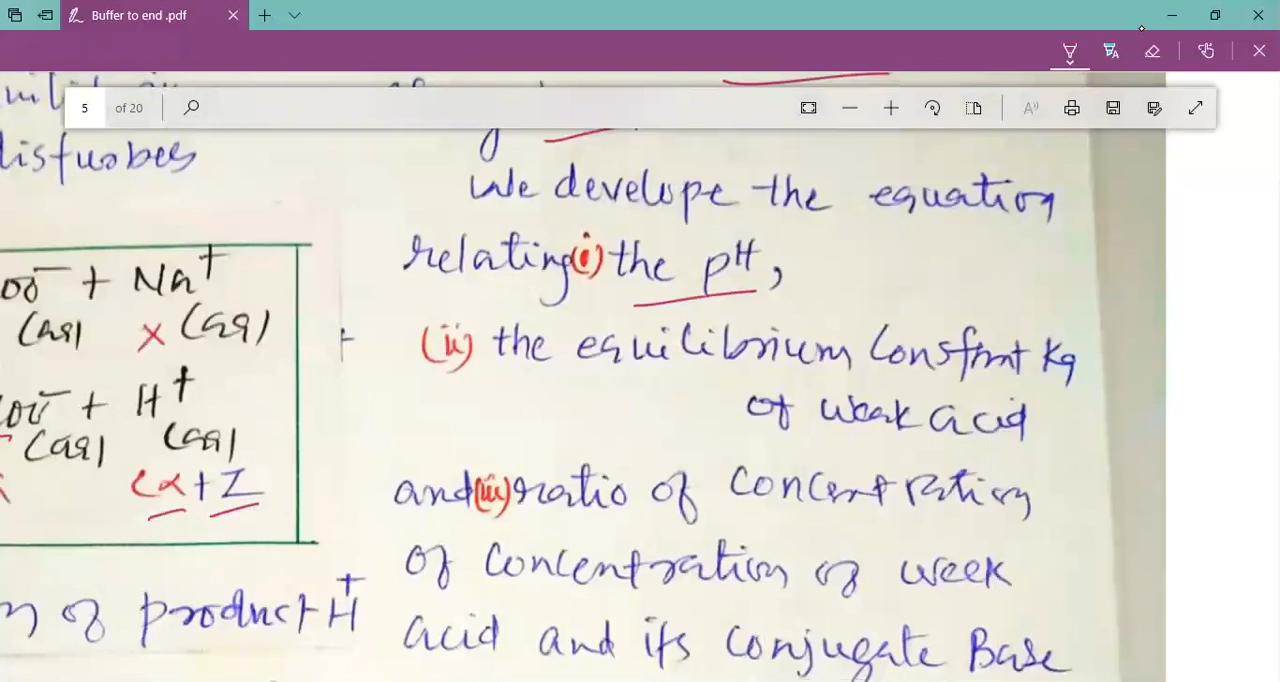 Buffer to end .pdf
5 of 20
disturbes
We develope the equation
relating (i) the pH,
(ii) the equilibrium Constant Ka
of weak acid
and (iii) ratio of concentration
of concentration of week
acid and its conjugate Base
+ Na⁺
(aq) x (aq)
+ H⁺
(aq) (aq)
Cα + Z
of product H⁺